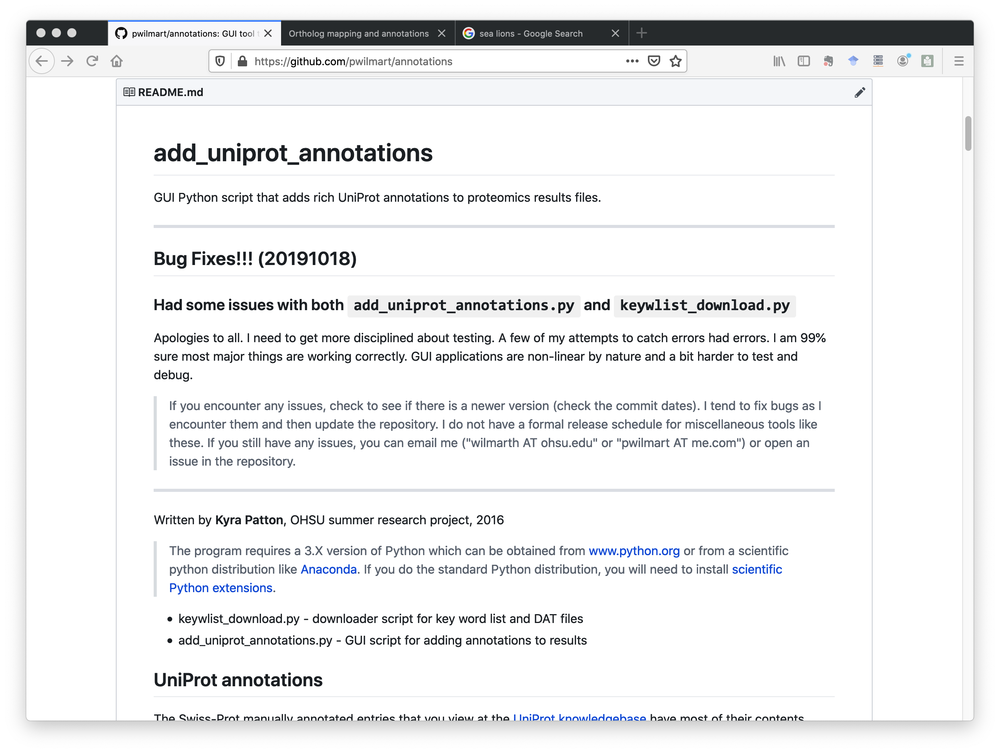 pwilmart/annotations: GUI tool
Ortholog mapping and annotations
sea lions - Google Search
https://github.com/pwilmart/annotations
README.md
add_uniprot_annotations
GUI Python script that adds rich UniProt annotations to proteomics results files.
Bug Fixes!!! (20191018)
Had some issues with both add_uniprot_annotations.py and keywlist_download.py
Apologies to all. I need to get more disciplined about testing. A few of my attempts to catch errors had errors. I am 99%
sure most major things are working correctly. GUI applications are non-linear by nature and a bit harder to test and
debug.
If you encounter any issues, check to see if there is a newer version (check the commit dates). I tend to fix bugs as I
encounter them and then update the repository. I do not have a formal release schedule for miscellaneous tools like
these. If you still have any issues, you can email me ("wilmarth AT ohsu.edu" or "pwilmart AT me.com") or open an
issue in the repository.
Written by Kyra Patton, OHSU summer research project, 2016
The program requires a 3.X version of Python which can be obtained from www.python.org or from a scientific
python distribution like Anaconda. If you do the standard Python distribution, you will need to install scientific
Python extensions.
• keywlist_download.py - downloader script for key word list and DAT files
• add_uniprot_annotations.py - GUI script for adding annotations to results
UniProt annotations
The Swiss-Prot manually annotated entries that you view at the UniProt knowledgebase have most of their contents